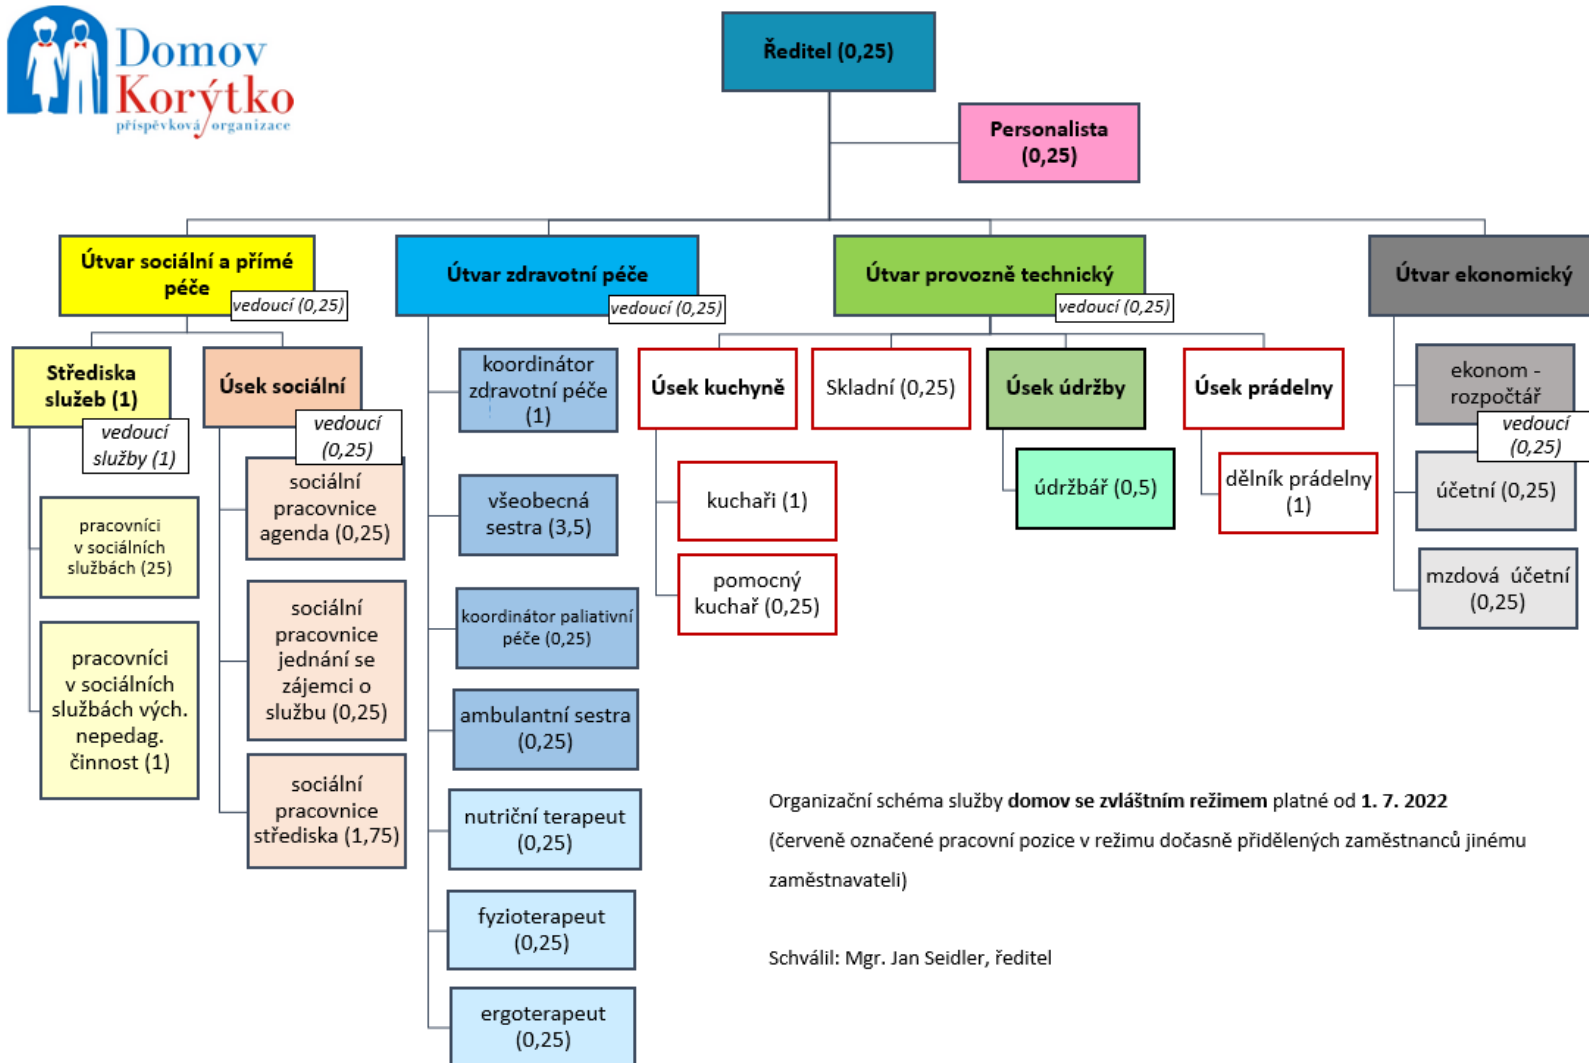 Domov
Korýtko
příspěvková organizace
Ředitel (0,25)
Personalista
(0,25)
Útvar sociální a přímé
péče
vedoucí (0,25)
Útvar zdravotní péče
vedoucí (0,25)
Útvar provozně technický
vedoucí (0,25)
Útvar ekonomický
Střediska
služeb (1)
vedoucí
služby (1)
pracovníci
v sociálních
službách (25)
pracovníci
v sociálních
službách vých.
nepedag.
činnost (1)
Úsek sociální
vedoucí
(0,25)
sociální
pracovnice
agenda (0,25)
sociální
pracovnice
jednání se
zájemci o
službu (0,25)
sociální
pracovnice
střediska (1,75)
koordinátor
zdravotní péče
(1)
všeobecná
sestra (3,5)
koordinátor paliativní
péče (0,25)
ambulantní sestra
(0,25)
nutriční terapeut
(0,25)
fyzioterapeut
(0,25)
ergoterapeut
(0,25)
Úsek kuchyně
kuchaři (1)
pomocný
kuchař (0,25)
Skladní (0,25)
Úsek údržby
údržbář (0,5)
Úsek prádelny
dělník prádelny
(1)
ekonom -
rozpočtář
vedoucí
(0,25)
účetní (0,25)
mzdová účetní
(0,25)
Organizační schéma služby domov se zvláštním režimem platné od 1. 7. 2022
(červeně označené pracovní pozice v režimu dočasně přidělených zaměstnanců jinému
zaměstnavateli)
Schválil: Mgr. Jan Seidler, ředitel